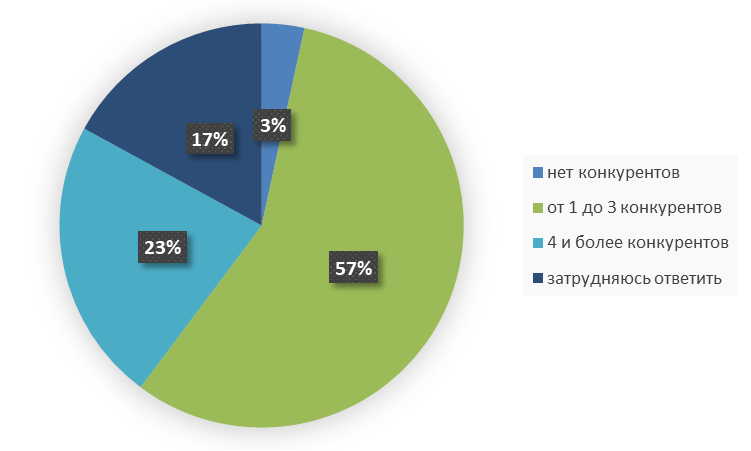 3%
17%
23%
57%
нет конкурентов
от 1 до 3 конкурентов
4 и более конкурентов
затрудняюсь ответить